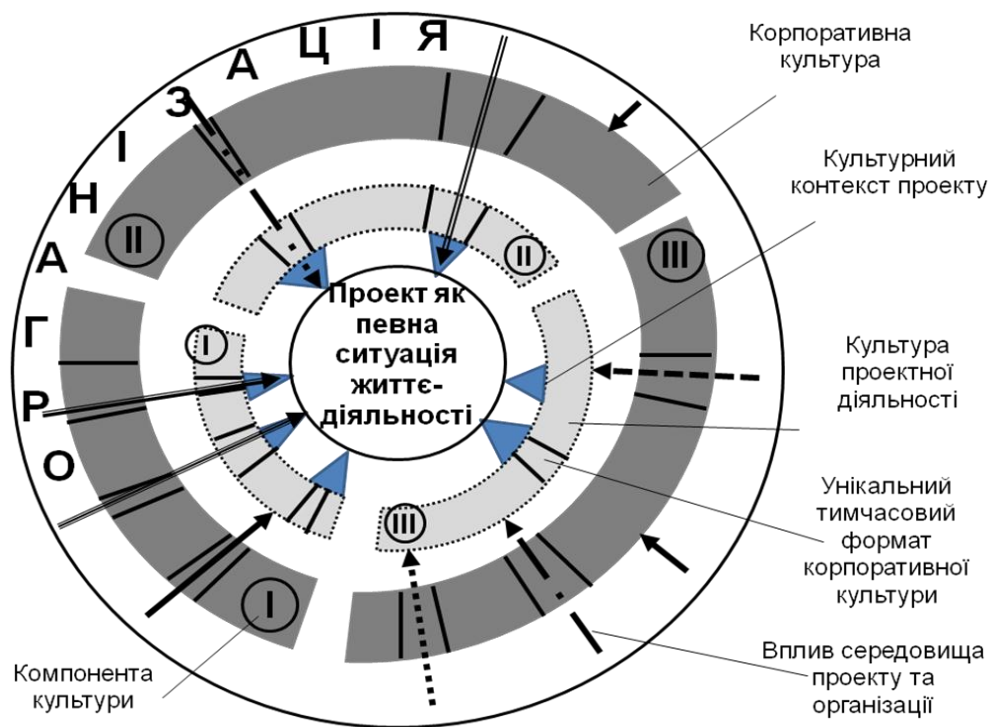 ОРГАНІЗАЦІЯ
Корпоративна
культура
Культурний
контекст проекту
II
III
II
Проект як
певна
ситуація
життє-
діяльності
I
Культура
проектної
діяльності
III
Унікальний
тимчасовий
формат
корпоративної
культури
I
Вплив середовища
проекту та
організації
Компонента
культури